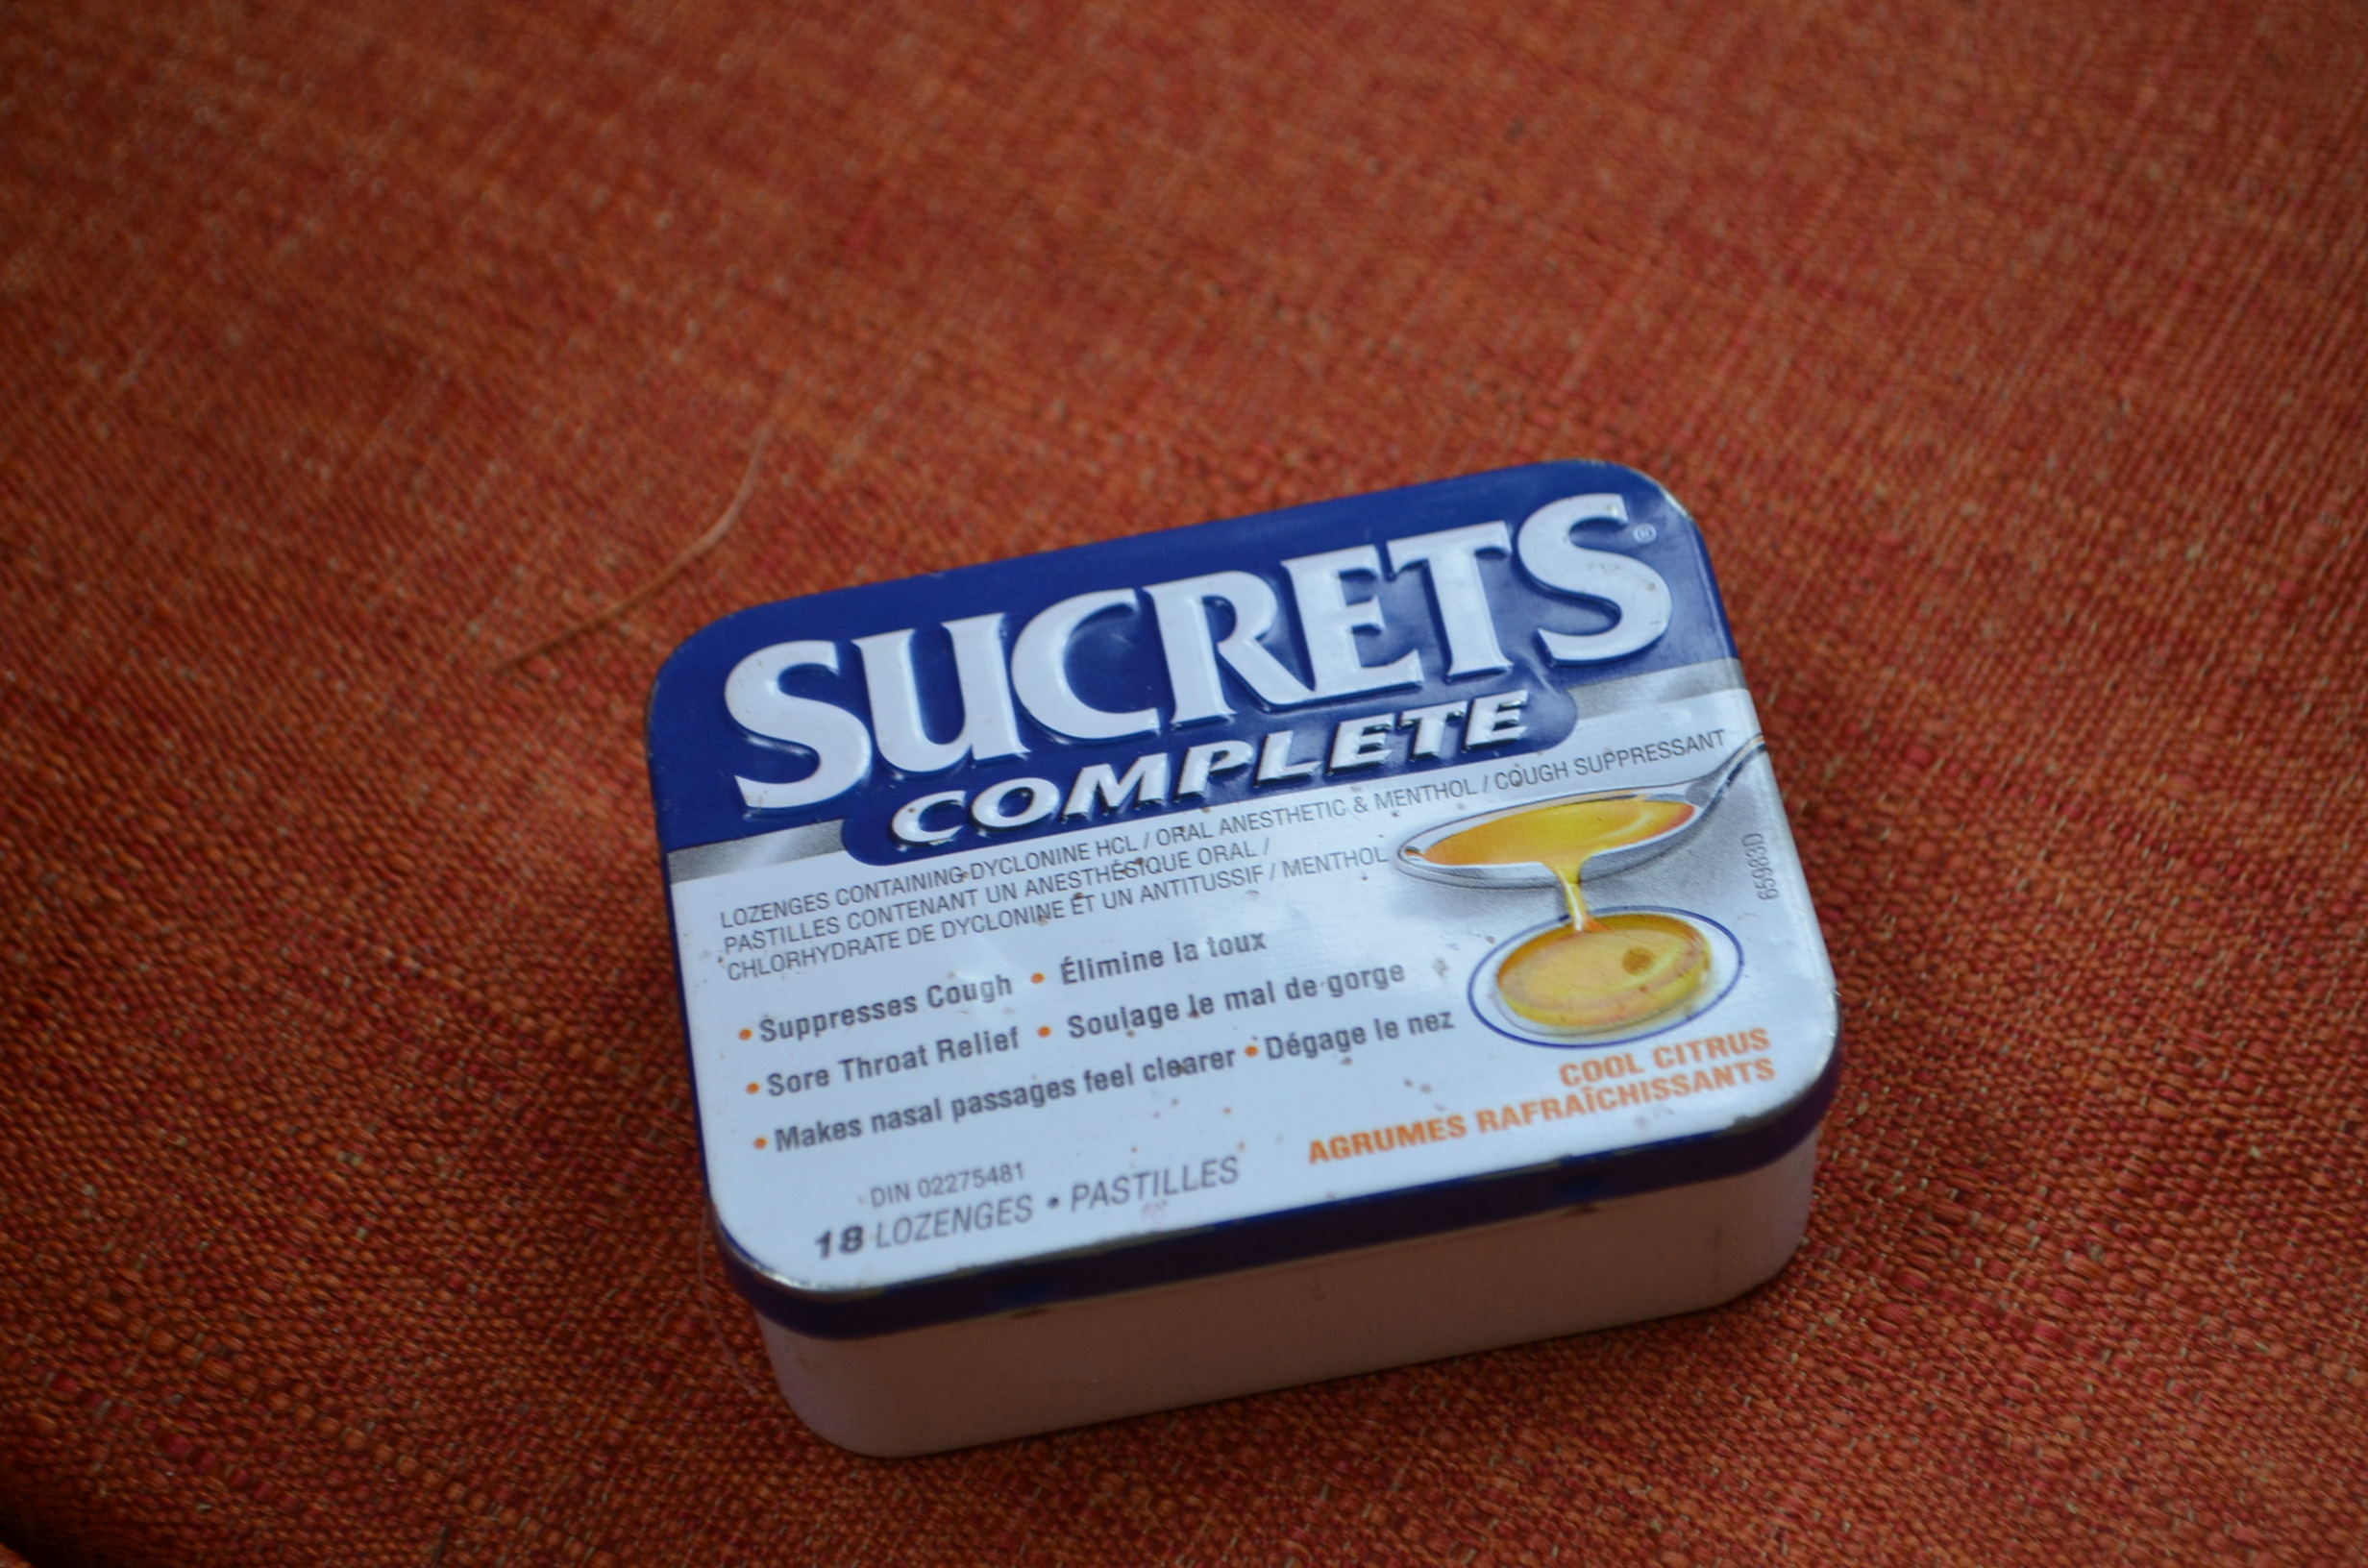 SUCRETS®
COMPLETE
LOZENGES CONTAINING DYCLONINE HCL / ORAL ANESTHETIC & MENTHOL / COUGH SUPPRESSANT
PASTILLES CONTENANT UN ANESTHÉSIQUE ORAL /
CHLORHYDRATE DE DYCLONINE ET UN ANTITUSSIF / MENTHOL
65983D
• Suppresses Cough • Élimine la toux
• Sore Throat Relief • Soulage le mal de gorge
• Makes nasal passages feel clearer • Dégage le nez
COOL CITRUS
AGRUMES RAFRAÎCHISSANTS
DIN 02275481
18 LOZENGES • PASTILLES